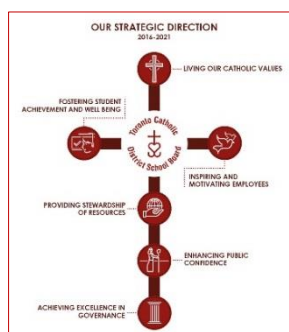 OUR STRATEGIC DIRECTION
2016-2021
LIVING OUR CATHOLIC VALUES
FOSTERING STUDENT
ACHIEVEMENT AND WELL BEING
Toronto Catholic
District School Board
INSPIRING AND
MOTIVATING EMPLOYEES
PROVIDING STEWARDSHIP
OF RESOURCES
ENHANCING PUBLIC
CONFIDENCE
ACHIEVING EXCELLENCE IN
GOVERNANCE